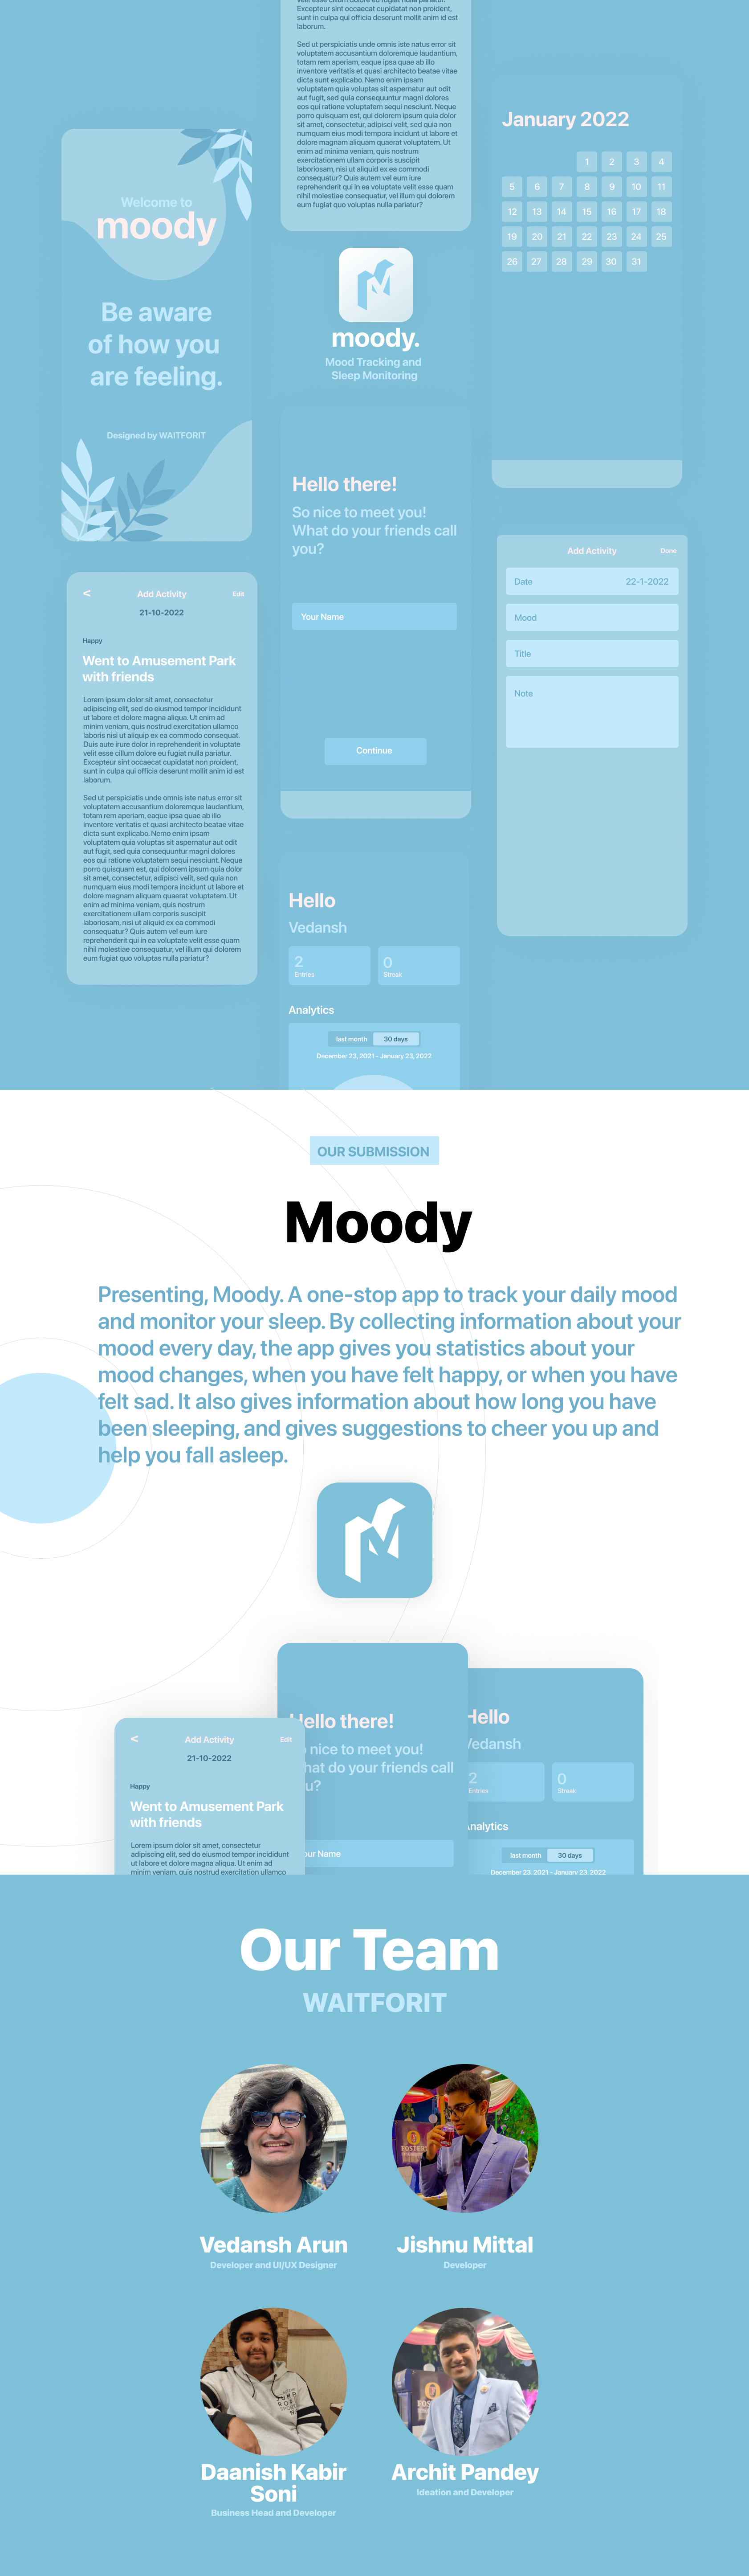 velit esse cillum dolore eu fugiat nulla pariatur.
Excepteur sint occaecat cupidatat non proident,
sunt in culpa qui officia deserunt mollit anim id est
laborum.
Sed ut perspiciatis unde omnis iste natus error sit
voluptatem accusantium doloremque laudantium,
totam rem aperiam, eaque ipsa quae ab illo
inventore veritatis et quasi architecto beatae vitae
dicta sunt explicabo. Nemo enim ipsam
voluptatem quia voluptas sit aspernatur aut odit
aut fugit, sed quia consequuntur magni dolores
eos qui ratione voluptatem sequi nesciunt. Neque
porro quisquam est, qui dolorem ipsum quia dolor
sit amet, consectetur, adipisci velit, sed quia non
numquam eius modi tempora incidunt ut labore et
dolore magnam aliquam quaerat voluptatem. Ut
enim ad minima veniam, quis nostrum
exercitationem ullam corporis suscipit
laboriosam, nisi ut aliquid ex ea commodi
consequatur? Quis autem vel eum iure
reprehenderit qui in ea voluptate velit esse quam
nihil molestiae consequatur, vel illum qui dolorem
eum fugiat quo voluptas nulla pariatur?
January 2022
1 2 3 4
5 6 7 8 9 10 11
12 13 14 15 16 17 18
19 20 21 22 23 24 25
26 27 28 29 30 31
Welcome to
moody
Be aware
of how you
are feeling.
Designed by WAITFORIT
moody.
Mood Tracking and
Sleep Monitoring
Hello there!
So nice to meet you!
What do your friends call
you?
Your Name
Continue
Add Activity
Done
Date
22-1-2022
Mood
Title
Note
<
Add Activity
Edit
21-10-2022
Happy
Went to Amusement Park
with friends
Lorem ipsum dolor sit amet, consectetur
adipiscing elit, sed do eiusmod tempor incididunt
ut labore et dolore magna aliqua. Ut enim ad
minim veniam, quis nostrud exercitation ullamco
laboris nisi ut aliquip ex ea commodo consequat.
Duis aute irure dolor in reprehenderit in voluptate
velit esse cillum dolore eu fugiat nulla pariatur.
Excepteur sint occaecat cupidatat non proident,
sunt in culpa qui officia deserunt mollit anim id est
laborum.
Sed ut perspiciatis unde omnis iste natus error sit
voluptatem accusantium doloremque laudantium,
totam rem aperiam, eaque ipsa quae ab illo
inventore veritatis et quasi architecto beatae vitae
dicta sunt explicabo. Nemo enim ipsam
voluptatem quia voluptas sit aspernatur aut odit
aut fugit, sed quia consequuntur magni dolores
eos qui ratione voluptatem sequi nesciunt. Neque
porro quisquam est, qui dolorem ipsum quia dolor
sit amet, consectetur, adipisci velit, sed quia non
numquam eius modi tempora incidunt ut labore et
dolore magnam aliquam quaerat voluptatem. Ut
enim ad minima veniam, quis nostrum
exercitationem ullam corporis suscipit
laboriosam, nisi ut aliquid ex ea commodi
consequatur? Quis autem vel eum iure
reprehenderit qui in ea voluptate velit esse quam
nihil molestiae consequatur, vel illum qui dolorem
eum fugiat quo voluptas nulla pariatur?
Hello
Vedansh
2
Entries
0
Streak
Analytics
last month
30 days
December 23, 2021 - January 23, 2022
OUR SUBMISSION
Moody
Presenting, Moody. A one-stop app to track your daily mood
and monitor your sleep. By collecting information about your
mood every day, the app gives you statistics about your
mood changes, when you have felt happy, or when you have
felt sad. It also gives information about how long you have
been sleeping, and gives suggestions to cheer you up and
help you fall asleep.
Hello there!
nice to meet you!
hat do your friends call
u?
ur Name
Hello
Vedansh
2
Entries
0
Streak
Analytics
last month
30 days
December 23, 2021 - January 23, 2022
<
Add Activity
Edit
21-10-2022
Happy
Went to Amusement Park
with friends
Lorem ipsum dolor sit amet, consectetur
adipiscing elit, sed do eiusmod tempor incididunt
ut labore et dolore magna aliqua. Ut enim ad
minim veniam, quis nostrud exercitation ullamco
Our Team
WAITFORIT
Vedansh Arun
Developer and UI/UX Designer
Jishnu Mittal
Developer
Daanish Kabir
Soni
Business Head and Developer
Archit Pandey
Ideation and Developer